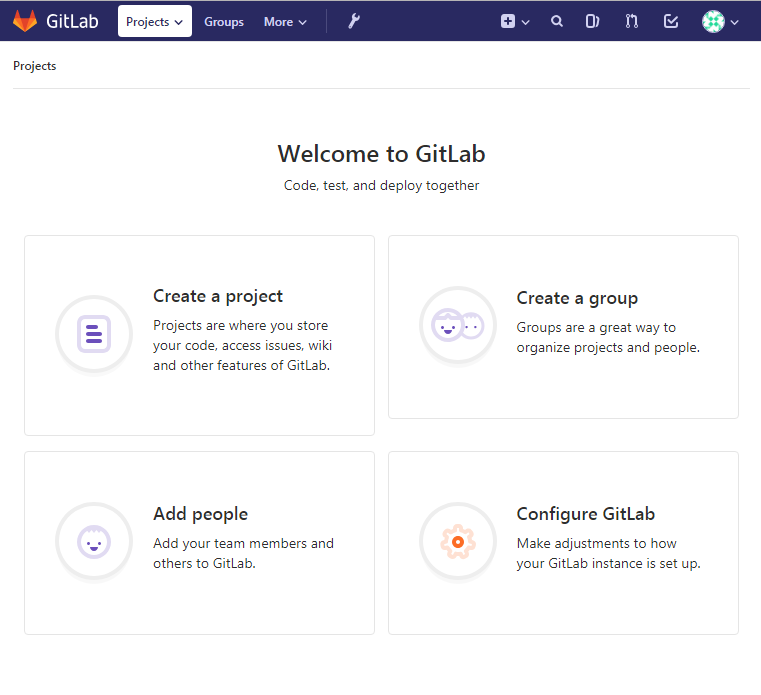 GitLab Projects Groups More
Projects
Welcome to GitLab
Code, test, and deploy together
Create a project
Projects are where you store
your code, access issues, wiki
and other features of GitLab.
Create a group
Groups are a great way to
organize projects and people.
Add people
Add your team members and
others to GitLab.
Configure GitLab
Make adjustments to how
your GitLab instance is set up.